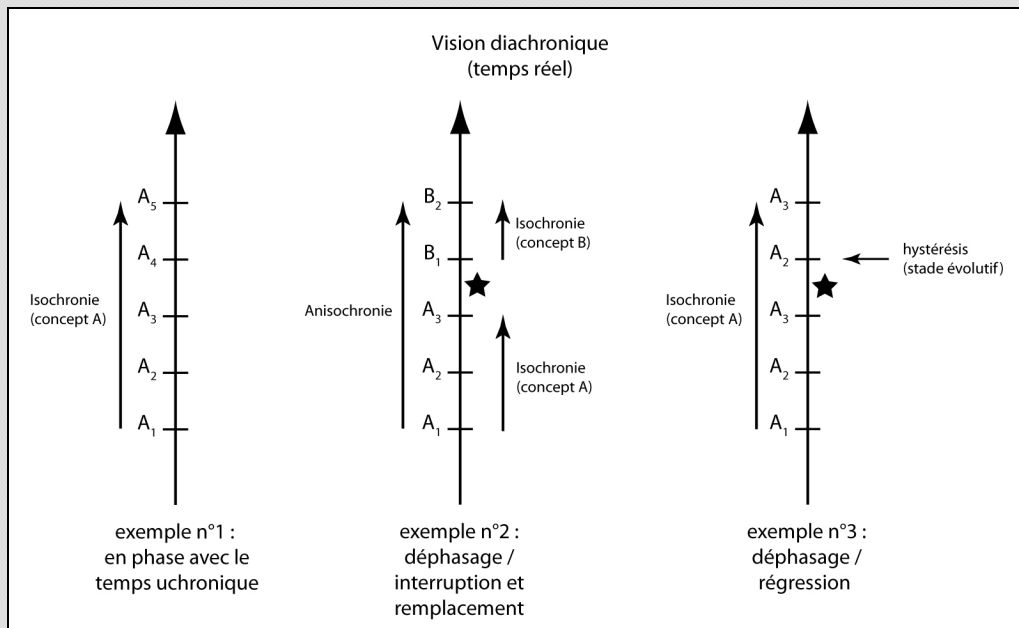 Vision diachronique
(temps réel)
A5
A4
Isochronie
(concept A)
A3
A2
A1
exemple n°1 :
en phase avec le
temps uchronique
B2
Isochronie
(concept B)
B1
Anisochronie
A3
Isochronie
(concept A)
A2
A1
exemple n°2 :
déphasage /
interruption et
remplacement
A3
A2
hystérésis
(stade évolutif)
Isochronie
(concept A)
A3
A2
A1
exemple n°3 :
déphasage /
régression